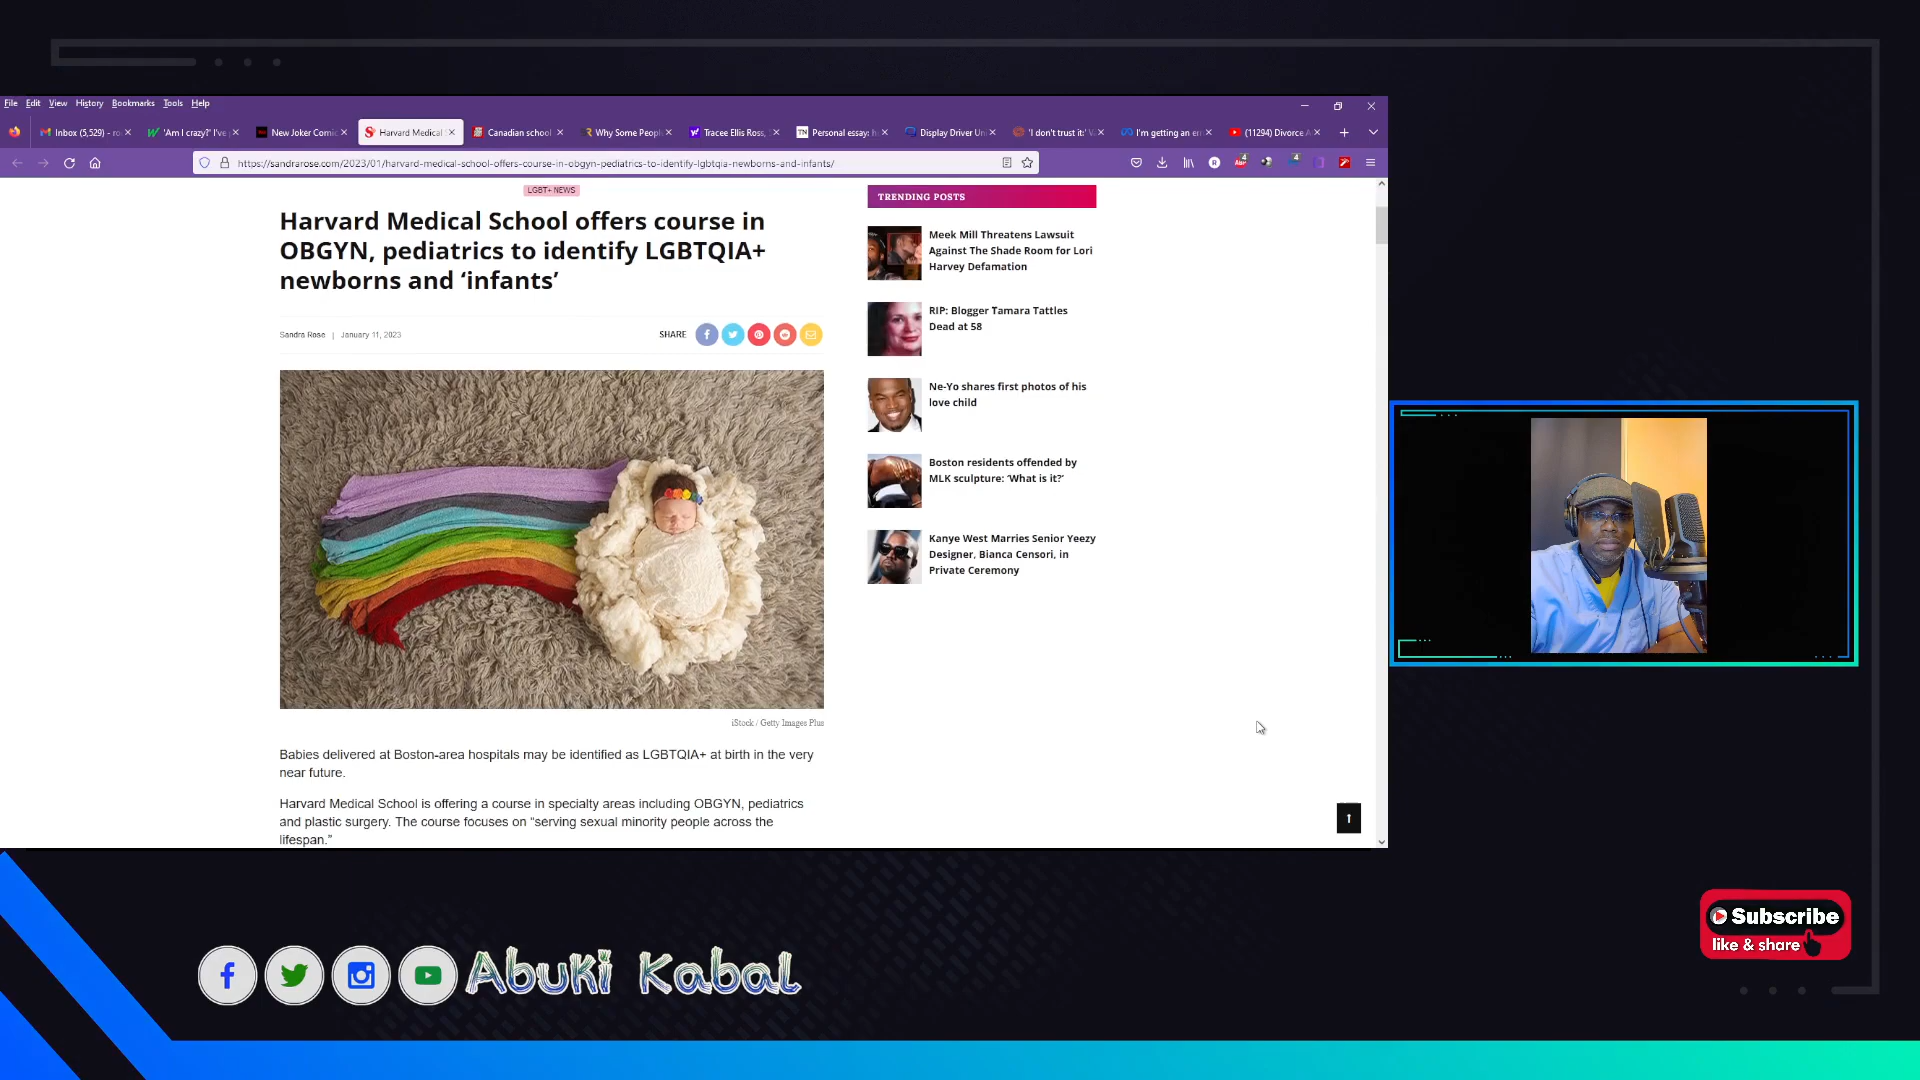 File Edit View History Bookmarks Tools Help
Inbox (5,529) - ro
'Am I crazy?' I've
New Joker Comic
Harvard Medical
Canadian school
Why Some People
Tracee Ellis Ross,
Personal essay: h
Display Driver Un
'I don't trust it:'
I'm getting an er
(11294) Divorce A
https://sandrarose.com/2023/01/harvard-medical-school-offers-course-in-obgyn-pediatrics-to-identify-lgbtqia-newborns-and-infants/
LGBT+ NEWS
Harvard Medical School offers course in
OBGYN, pediatrics to identify LGBTQIA+
newborns and ‘infants’
Sandra Rose | January 11, 2023
SHARE
iStock / Getty Images Plus
Babies delivered at Boston-area hospitals may be identified as LGBTQIA+ at birth in the very
near future.
Harvard Medical School is offering a course in specialty areas including OBGYN, pediatrics
and plastic surgery. The course focuses on “serving sexual minority people across the
lifespan.”
TRENDING POSTS
Meek Mill Threatens Lawsuit
Against The Shade Room for Lori
Harvey Defamation
RIP: Blogger Tamara Tattles
Dead at 58
Ne-Yo shares first photos of his
love child
Boston residents offended by
MLK sculpture: ‘What is it?’
Kanye West Marries Senior Yeezy
Designer, Bianca Censori, in
Private Ceremony
Subscribe
like & share
Abuki Kabal